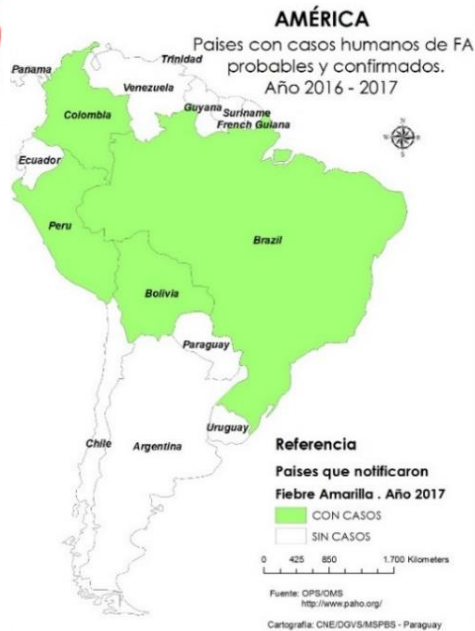 AMÉRICA
Paises con casos humanos de FA
probables y confirmados.
Año 2016 - 2017
Panama
Trinidad
Venezuela
Guyana
Suriname
French Guiana
Colombia
Ecuador
Peru
Brazil
Bolivia
Paraguay
Uruguay
Chile
Argentina
N
W
E
S
Referencia
Paises que notificaron
Fiebre Amarilla . Año 2017
CON CASOS
SIN CASOS
0 425 850 1.700 Kilometers
Fuente: OPS/OMS
http://www.paho.org/
Cartografía: CNE/DGVS/MSPBS - Paraguay